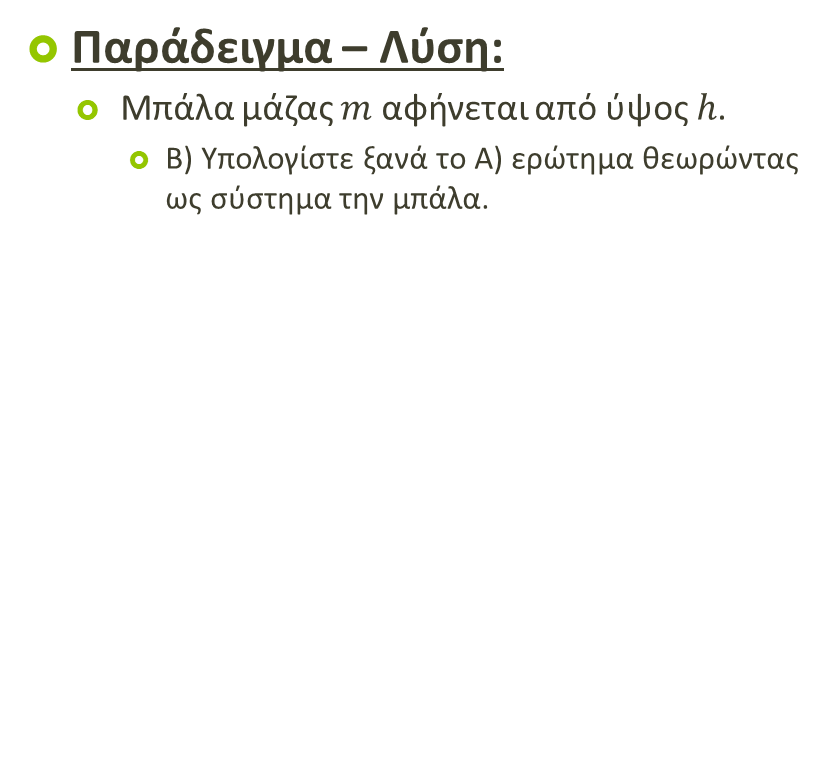 Παράδειγμα – Λύση:
Μπάλα μάζας m αφήνεται από ύψος h.
Β) Υπολογίστε ξανά το Α) ερώτημα θεωρώντας
ως σύστημα την μπάλα.